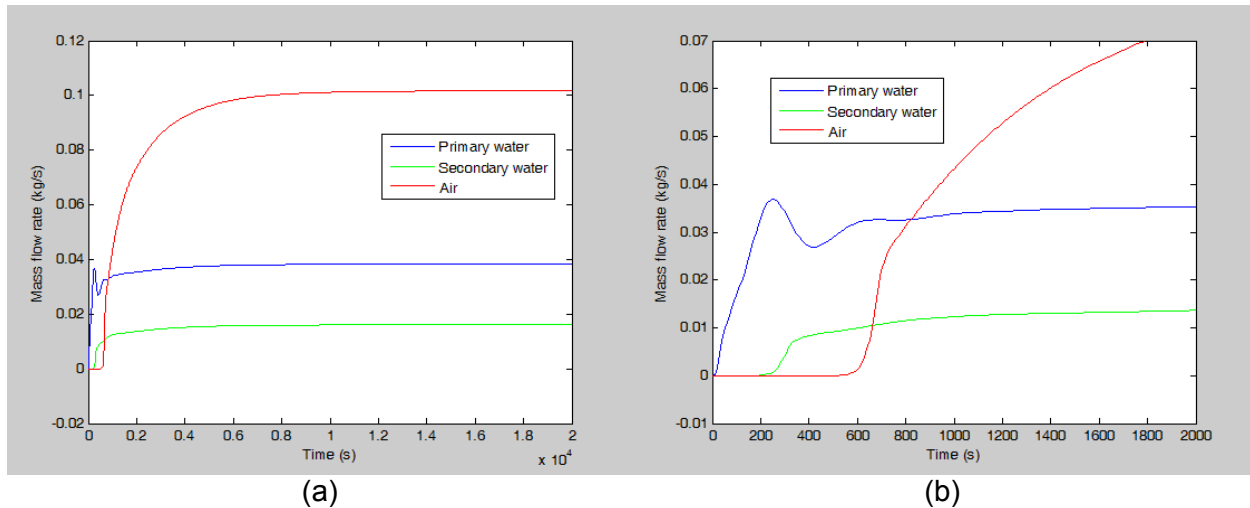 0.12
0.1
0.08
0.06
0.04
0.02
0
-0.02
Mass flow rate (kg/s)
Primary water
Secondary water
Air
0 0.2 0.4 0.6 0.8 1 1.2 1.4 1.6 1.8 2
Time (s)
x 10^4
(a)
0.07
0.06
0.05
0.04
0.03
0.02
0.01
0
-0.01
Mass flow rate (kg/s)
Primary water
Secondary water
Air
0 200 400 600 800 1000 1200 1400 1600 1800 2000
Time (s)
(b)